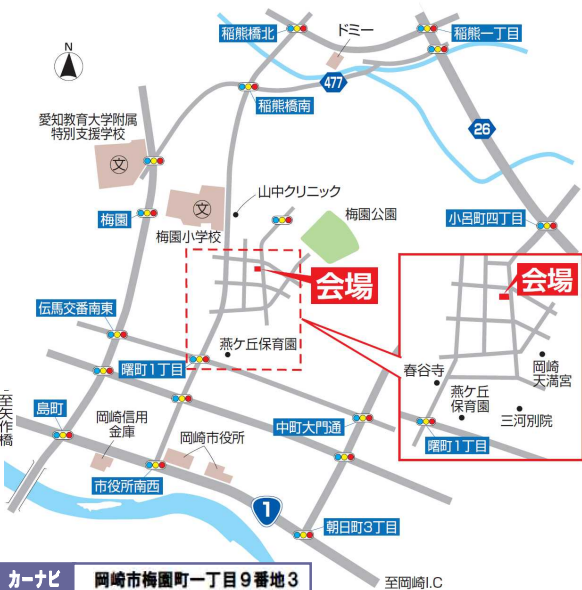 稲熊橋北
ドミー
稲熊一丁目
N
477
稲熊橋南
26
愛知教育大学附属
特別支援学校
文
文
山中クリニック
梅園
梅園小学校
梅園公園
小呂町四丁目
会場
会場
伝馬交番南東
燕ケ丘保育園
曙町1丁目
春谷寺
岡崎
天満宮
燕ケ丘
保育園
三河別院
曙町1丁目
至矢作橋
島町
岡崎信用
金庫
岡崎市役所
中町大門通
市役所南西
1
朝日町3丁目
カーナビ 岡崎市梅園町一丁目9番地3
至岡崎I.C